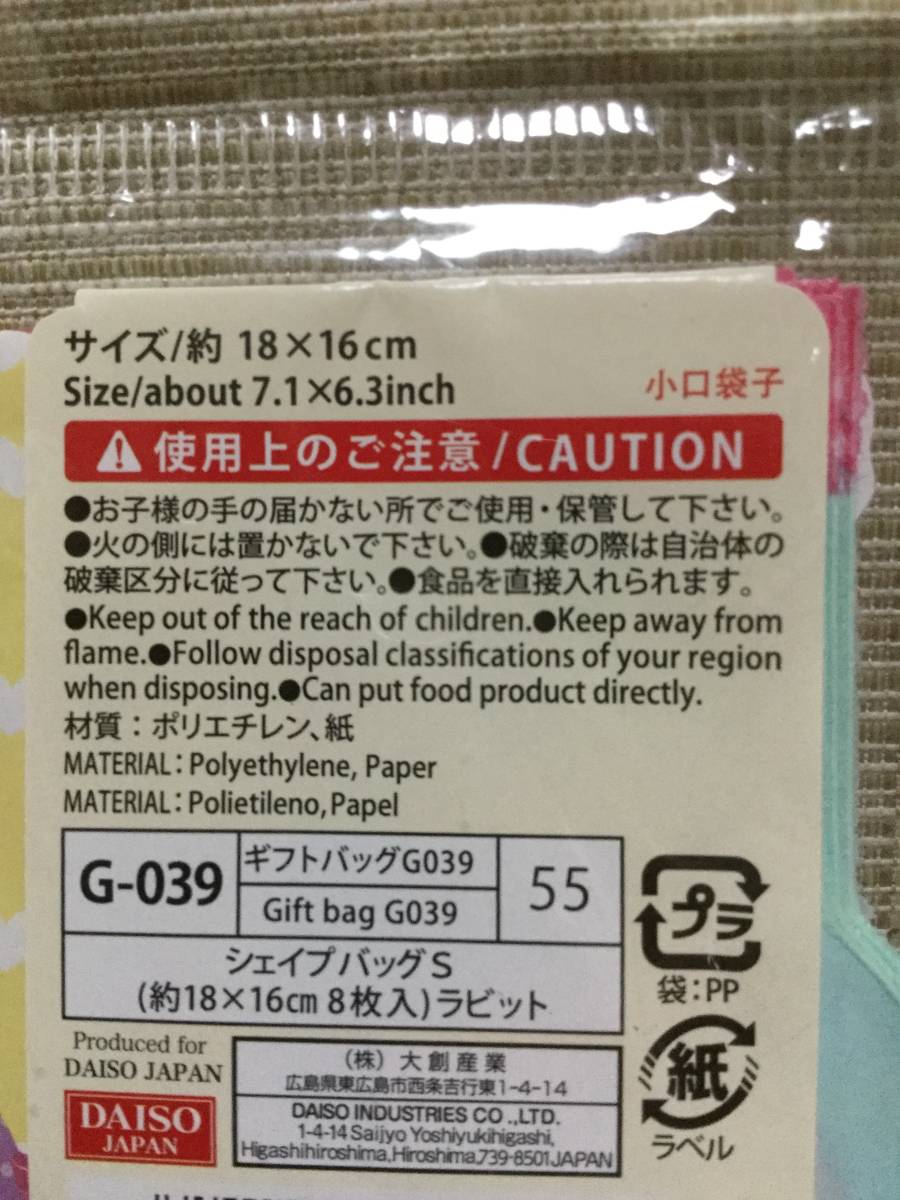 サイズ/約 18×16cm
Size/about 7.1×6.3inch
小口袋子
使用上のご注意/CAUTION
●お子様の手の届かない所でご使用・保管して下さい。
●火の側には置かないで下さい。●破棄の際は自治体の
破棄区分に従って下さい。●食品を直接入れられます。
●Keep out of the reach of children.●Keep away from
flame.●Follow disposal classifications of your region
when disposing.●Can put food product directly.
材質：ポリエチレン、紙
MATERIAL：Polyethylene, Paper
MATERIAL：Polietileno,Papel
G-039
ギフトバッグG039
Gift bag G039
55
シェイプバッグS
(約18×16㎝ 8枚入)ラビット
プラ
袋：PP
紙
ラベル
Produced for
DAISO JAPAN
DAISO
JAPAN
（株）大創産業
広島県東広島市西条吉行東1-4-14
DAISO INDUSTRIES CO .,LTD.
1-4-14 Saijyo Yoshiyukihigashi,
Higashihiroshima,Hiroshima,739-8501 JAPAN